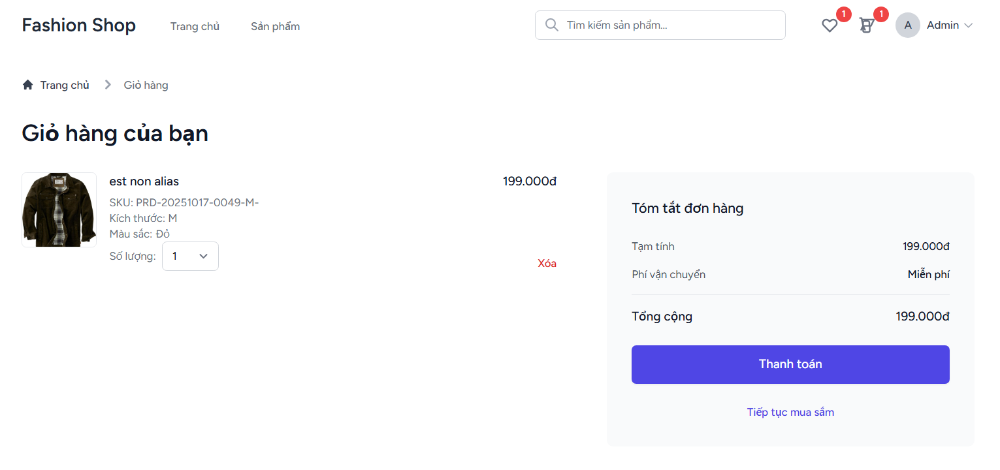 Fashion Shop
Trang chủ
Sản phẩm
Tìm kiếm sản phẩm...
1
1
A
Admin
Trang chủ
Giỏ hàng
Giỏ hàng của bạn
est non alias
199.000đ
SKU: PRD-20251017-0049-M-
Kích thước: M
Màu sắc: Đỏ
Số lượng: 1
Xóa
Tóm tắt đơn hàng
Tạm tính 199.000đ
Phí vận chuyển Miễn phí
Tổng cộng 199.000đ
Thanh toán
Tiếp tục mua sắm